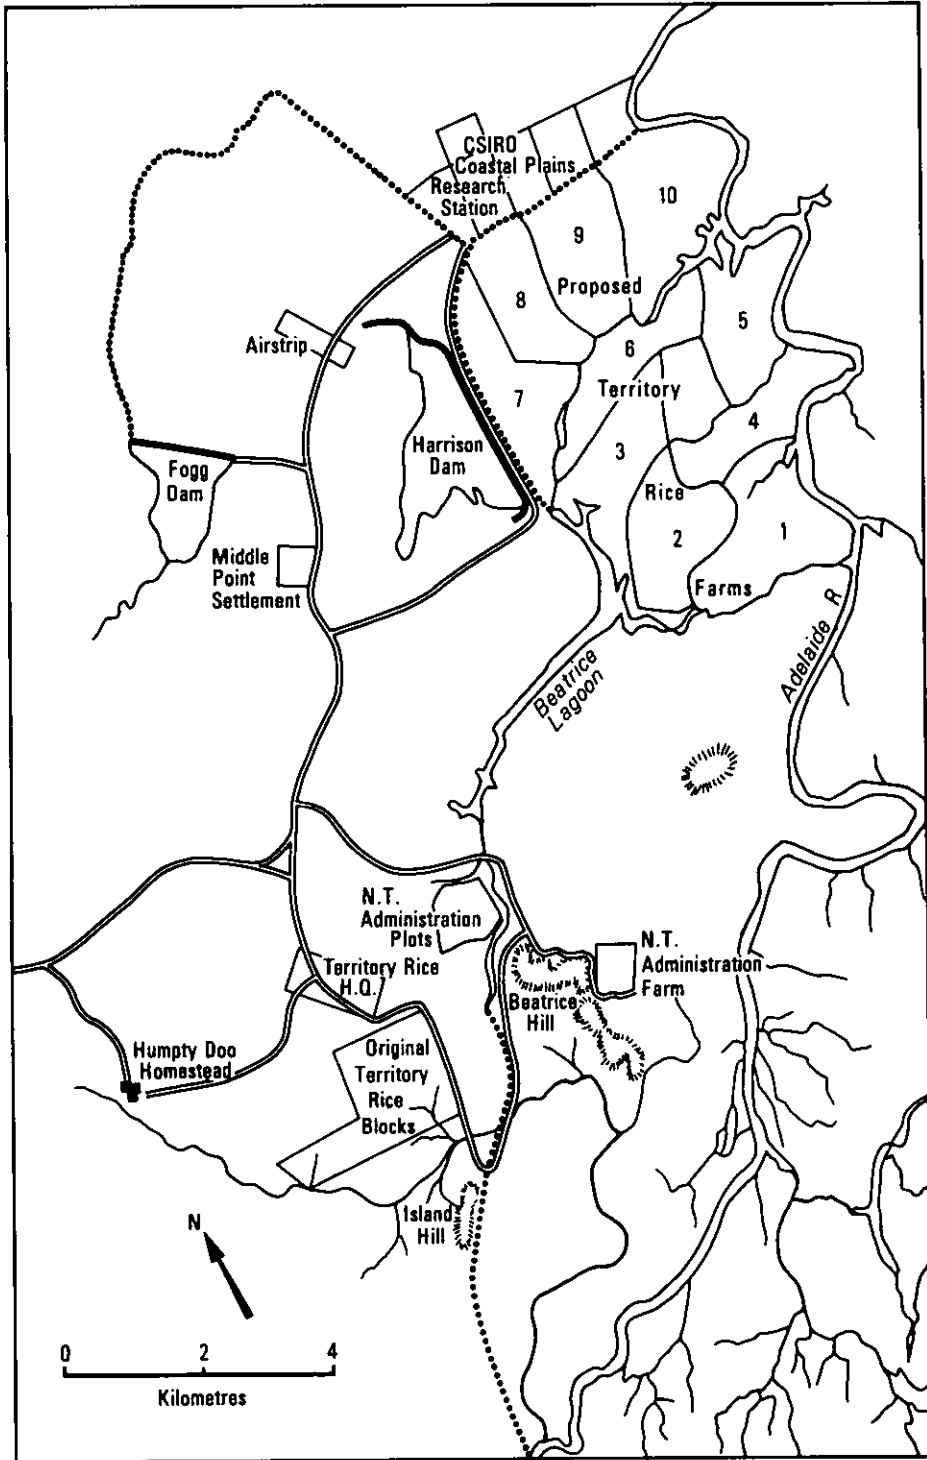 CSIRO
Coastal Plains
Research
Station
10
9
8
Proposed
5
Airstrip
6
Territory
7
4
3
Harrison
Dam
Fogg
Dam
Rice
2
1
Middle
Point
Settlement
Farms
Adelaide R
Beatrice
Lagoon
N.T.
Administration
Plots
N.T.
Administration
Farm
Territory Rice
H.Q.
Beatrice
Hill
Humpty Doo
Homestead
Original
Territory
Rice
Blocks
Island
Hill
N
0 2 4
Kilometres